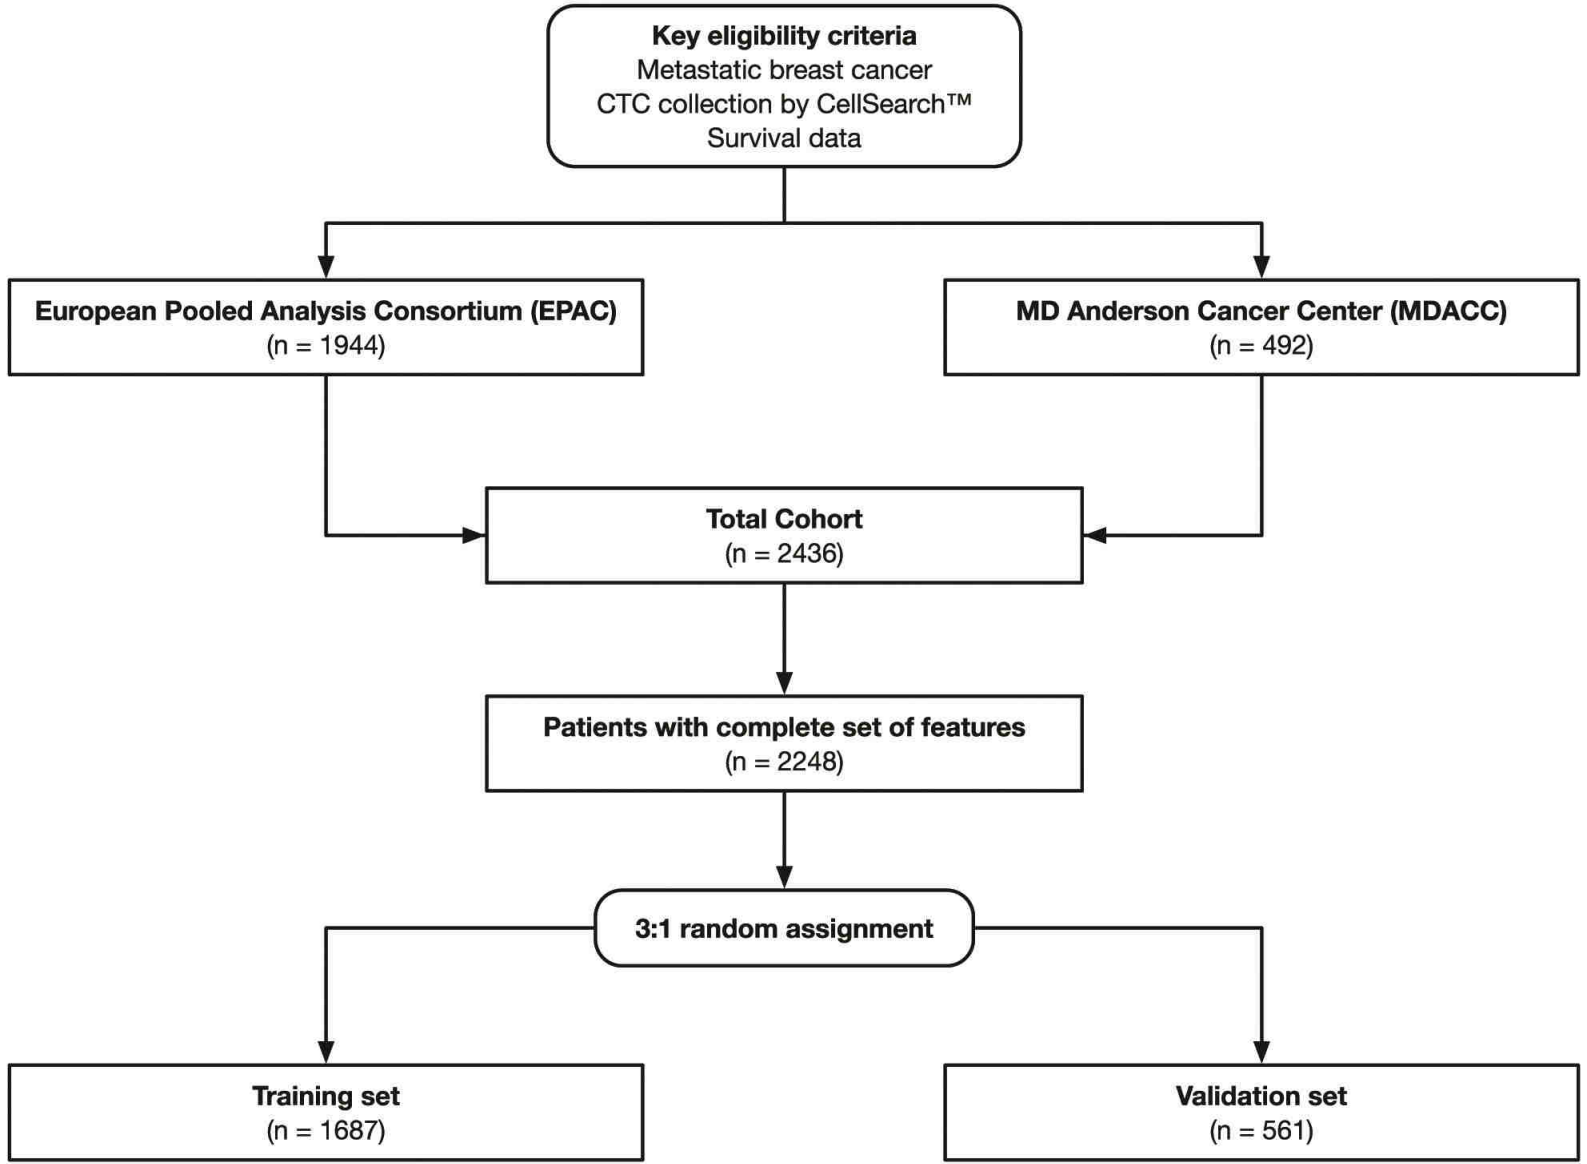 Key eligibility criteria
Metastatic breast cancer
CTC collection by CellSearch™
Survival data
European Pooled Analysis Consortium (EPAC)
(n = 1944)
MD Anderson Cancer Center (MDACC)
(n = 492)
Total Cohort
(n = 2436)
Patients with complete set of features
(n = 2248)
3:1 random assignment
Training set
(n = 1687)
Validation set
(n = 561)